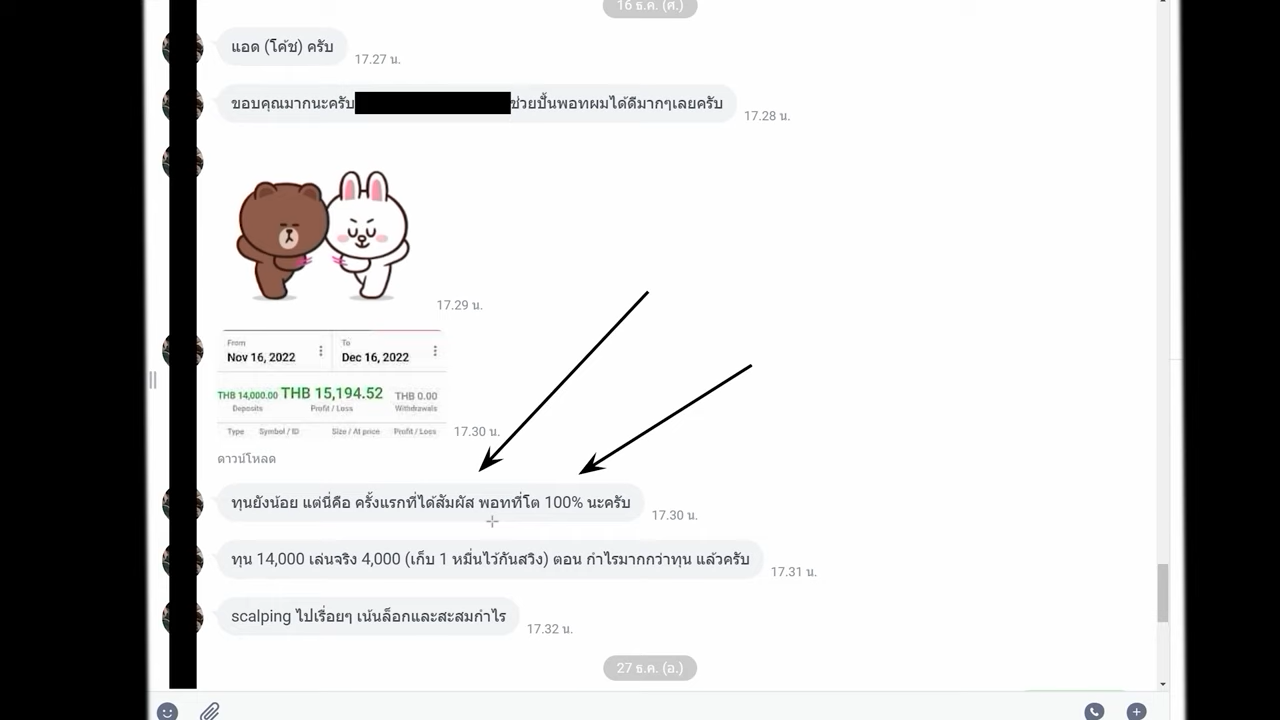 16 ธ.ค. (ศ.)
แอด (โค้ช) ครับ
17.27 น.
ขอบคุณมากนะครับ ช่วยปั้นพอทผมได้ดีมากๆเลยครับ
17.28 น.
17.29 น.
From To
Nov 16, 2022 Dec 16, 2022
THB 14,000.00 THB 15,194.52 THB 0.00
Deposits Profit / Loss Withdrawals
Type Symbol / ID Size / At price Profit / Loss
17.30 น.
ดาวน์โหลด
ทุนยังน้อย แต่นี่คือ ครั้งแรกที่ได้สัมผัส พอทที่โต 100% นะครับ
17.30 น.
ทุน 14,000 เล่นจริง 4,000 (เก็บ 1 หมื่นไว้กันสวิง) ตอน กำไรมากกว่าทุน แล้วครับ
17.31 น.
scalping ไปเรื่อยๆ เน้นล็อกและสะสมกำไร
17.32 น.
27 ธ.ค. (อ.)